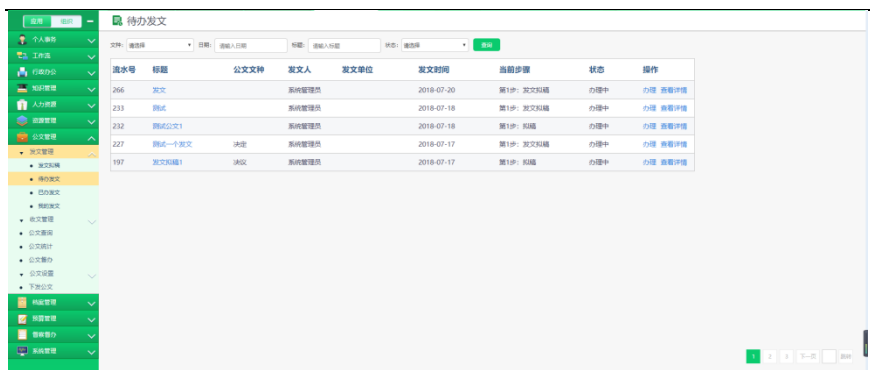 应用 组织
个人事务
工作流
行政办公
知识管理
人力资源
资源管理
公文管理
发文管理
发文拟稿
待办发文
已办发文
我的发文
收文管理
公文查询
公文统计
公文督办
公文设置
下发公文
档案管理
预算管理
督察督办
系统管理
待办发文
文种: 请选择 日期: 请输入日期 标题: 请输入标题 状态: 请选择 查询
流水号 标题 公文文种 发文人 发文单位 发文时间 当前步骤 状态 操作
266 发文 系统管理员 2018-07-20 第1步: 发文拟稿 办理中 办理 查看详情
233 测试 系统管理员 2018-07-18 第1步: 发文拟稿 办理中 办理 查看详情
232 测试公文1 系统管理员 2018-07-18 第1步: 拟稿 办理中 办理 查看详情
227 测试一个发文 决定 系统管理员 2018-07-17 第1步: 发文拟稿 办理中 办理 查看详情
197 发文拟稿1 决议 系统管理员 2018-07-17 第1步: 拟稿 办理中 办理 查看详情
1 2 3 下一页 跳转